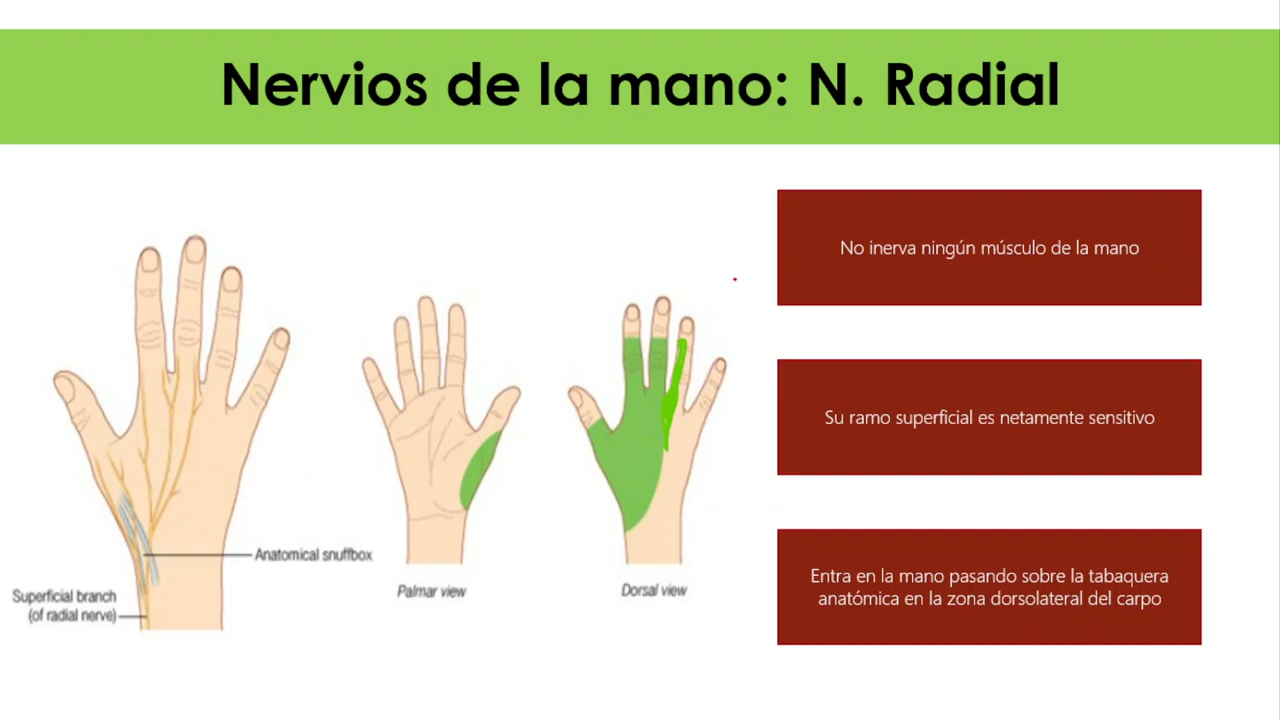 Nervios de la mano: N. Radial
No inerva ningún músculo de la mano
Su ramo superficial es netamente sensitivo
Entra en la mano pasando sobre la tabaquera
anatómica en la zona dorsolateral del carpo
Anatomical snuffbox
Superficial branch
(of radial nerve)
Palmar view
Dorsal view